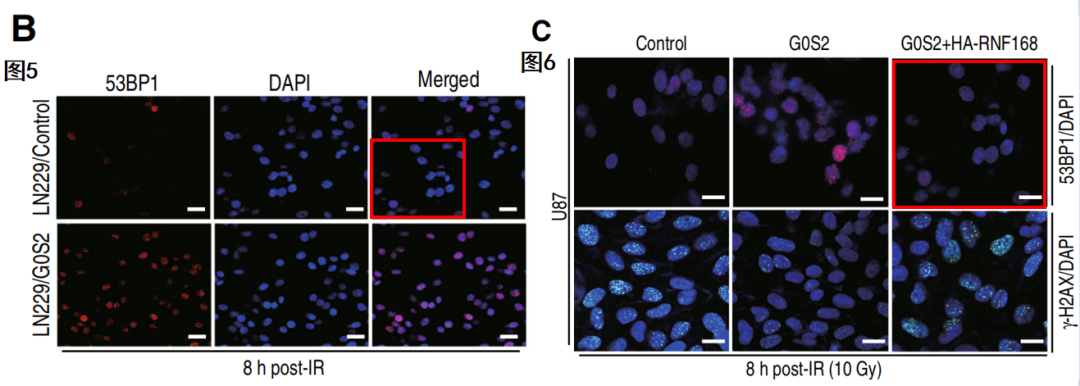 B
图5
53BP1
DAPI
Merged
LN229/Control
LN229/G0S2
8 h post-IR
C
图6
Control
G0S2
G0S2+HA-RNF168
U87
53BP1/DAPI
γ-H2AX/DAPI
8 h post-IR (10 Gy)